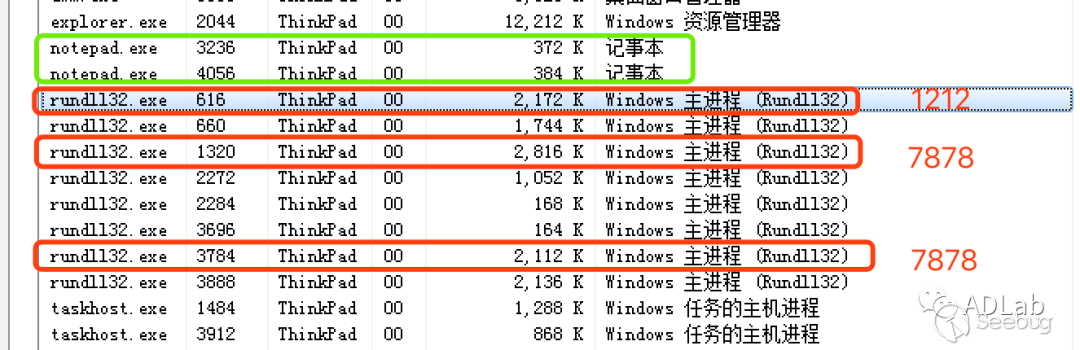 explorer.exe 2044 ThinkPad 00 12,212 K Windows 资源管理器
notepad.exe 3236 ThinkPad 00 372 K 记事本
notepad.exe 4056 ThinkPad 00 384 K 记事本
rundll32.exe 616 ThinkPad 00 2,172 K Windows 主进程 (Rundll32) 1212
rundll32.exe 660 ThinkPad 00 1,744 K Windows 主进程 (Rundll32)
rundll32.exe 1320 ThinkPad 00 2,816 K Windows 主进程 (Rundll32) 7878
rundll32.exe 2272 ThinkPad 00 1,052 K Windows 主进程 (Rundll32)
rundll32.exe 2284 ThinkPad 00 168 K Windows 主进程 (Rundll32)
rundll32.exe 3696 ThinkPad 00 164 K Windows 主进程 (Rundll32)
rundll32.exe 3784 ThinkPad 00 2,112 K Windows 主进程 (Rundll32) 7878
rundll32.exe 3888 ThinkPad 00 2,136 K Windows 主进程 (Rundll32)
taskhost.exe 1484 ThinkPad 00 1,288 K Windows 任务的主机进程
taskhost.exe 3912 ThinkPad 00 868 K Windows 任务的主机进程
ADLab
Seebug